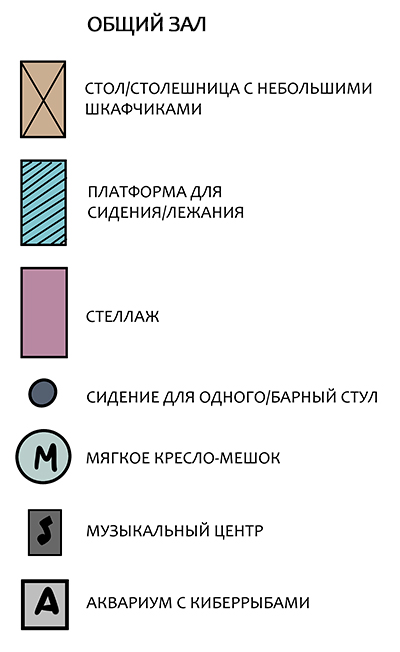 ОБЩИЙ ЗАЛ
СТОЛ/СТОЛЕШНИЦА С НЕБОЛЬШИМИ
ШКАФЧИКАМИ
ПЛАТФОРМА ДЛЯ
СИДЕНИЯ/ЛЕЖАНИЯ
СТЕЛЛАЖ
СИДЕНИЕ ДЛЯ ОДНОГО/БАРНЫЙ СТУЛ
М
МЯГКОЕ КРЕСЛО-МЕШОК
МУЗЫКАЛЬНЫЙ ЦЕНТР
А
АКВАРИУМ С КИБЕРРЫБАМИ